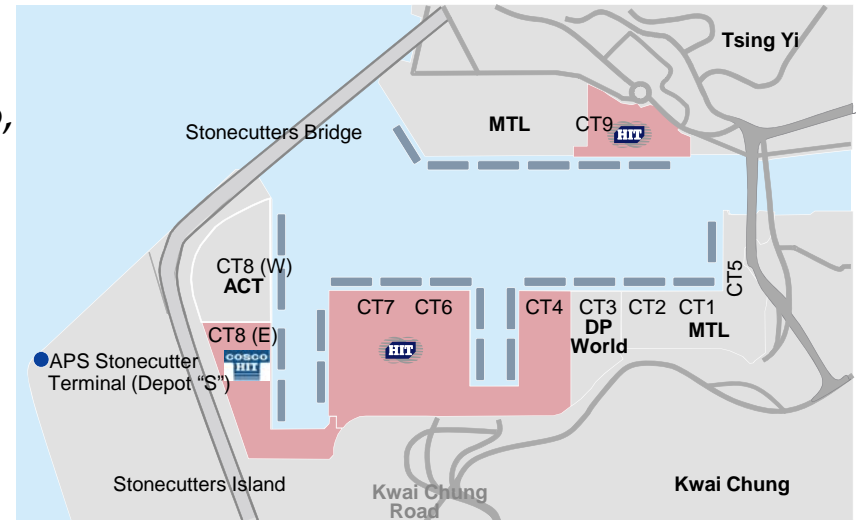 Tsing Yi
Stonecutters Bridge
MTL
CT9
HIT
CT8 (W)
ACT
CT5
CT7
CT6
CT4
CT3
CT2
CT1
DP
World
MTL
HIT
CT8 (E)
COSCO
HIT
APS Stonecutter
Terminal (Depot “S”)
Stonecutters Island
Kwai Chung
Road
Kwai Chung